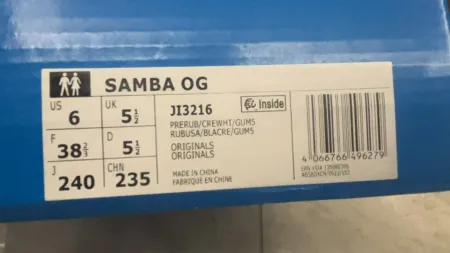 SAMBA OG
US UK
6 5½
F D
38⅔ 5½
J CHN
240 235
JI3216
Inside
PRERUB/CREWHT/GUM5
RUBUSA/BLACRE/GUM5
ORIGINALS
ORIGINALS
MADE IN CHINA
FABRIQUÉ EN CHINE
4 066766 496279